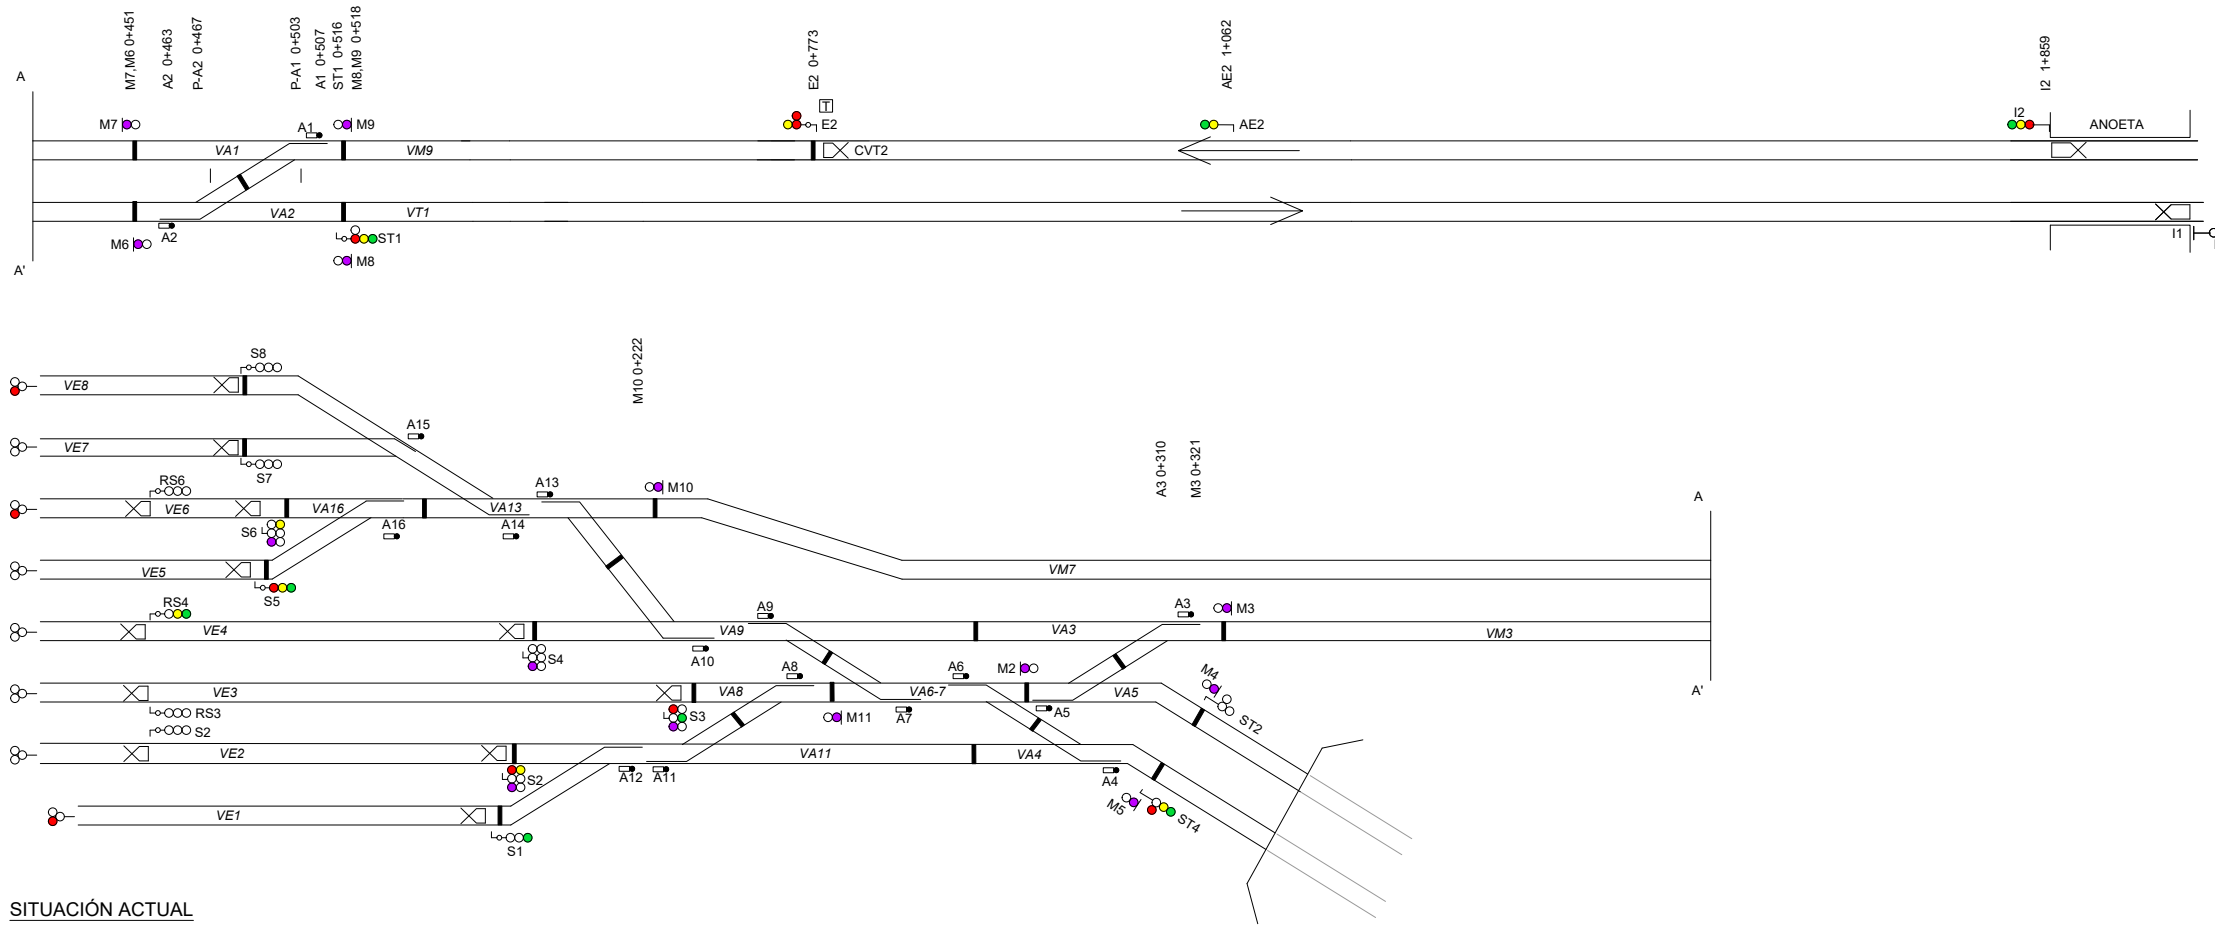 M7,M6 0+451
A2 0+463
P-A2 0+467
P-A1 0+503
A1 0+507
ST1 0+516
M8,M9 0+518
E2 0+773
AE2 1+062
I2 1+859
A
M7
A1
M9
T
E2
AE2
I2
ANOETA
VA1
VM9
CVT2
VA2
VT1
A2
M6
ST1
M8
I1
A'
M10 0+222
S8
VE8
A15
VE7
S7
A3 0+310
M3 0+321
RS6
A13
M10
A
VE6
VA16
VA13
S6
A16
A14
VE5
VM7
S5
RS4
A9
A3
M3
VE4
VA9
VA3
VM3
S4
A10
A8
A6
M2
M4
VE3
VA8
VA6-7
VA5
A'
RS3
S3
M11
A7
A5
ST2
S2
VE2
VA11
VA4
S2
A12
A11
A4
M5
ST4
VE1
S1
SITUACIÓN ACTUAL